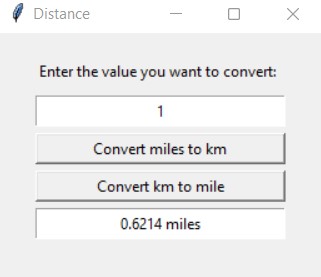 Distance
Enter the value you want to convert:
1
Convert miles to km
Convert km to mile
0.6214 miles